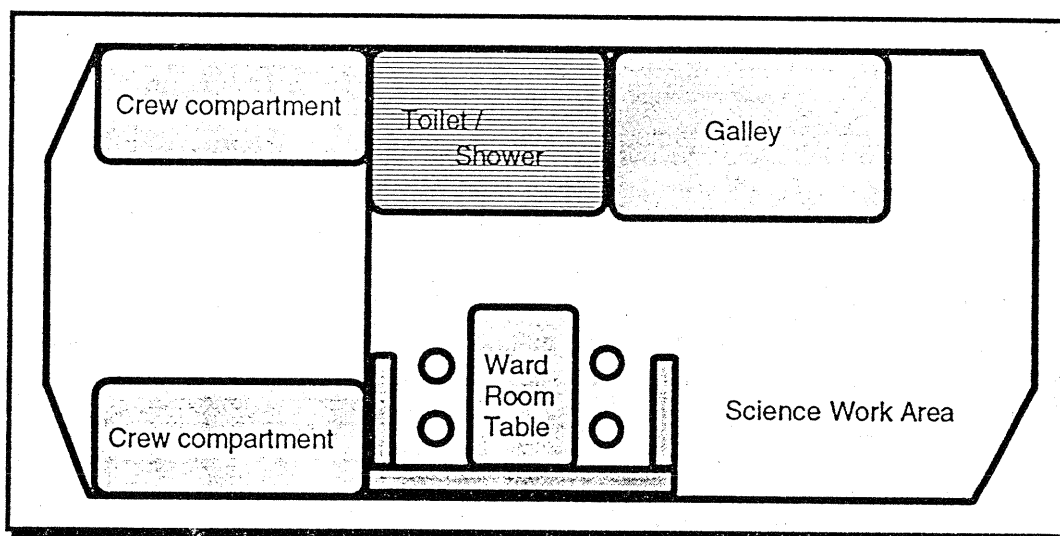 Crew compartment
Toilet /
Shower
Galley
Ward
Room
Table
Science Work Area
Crew compartment